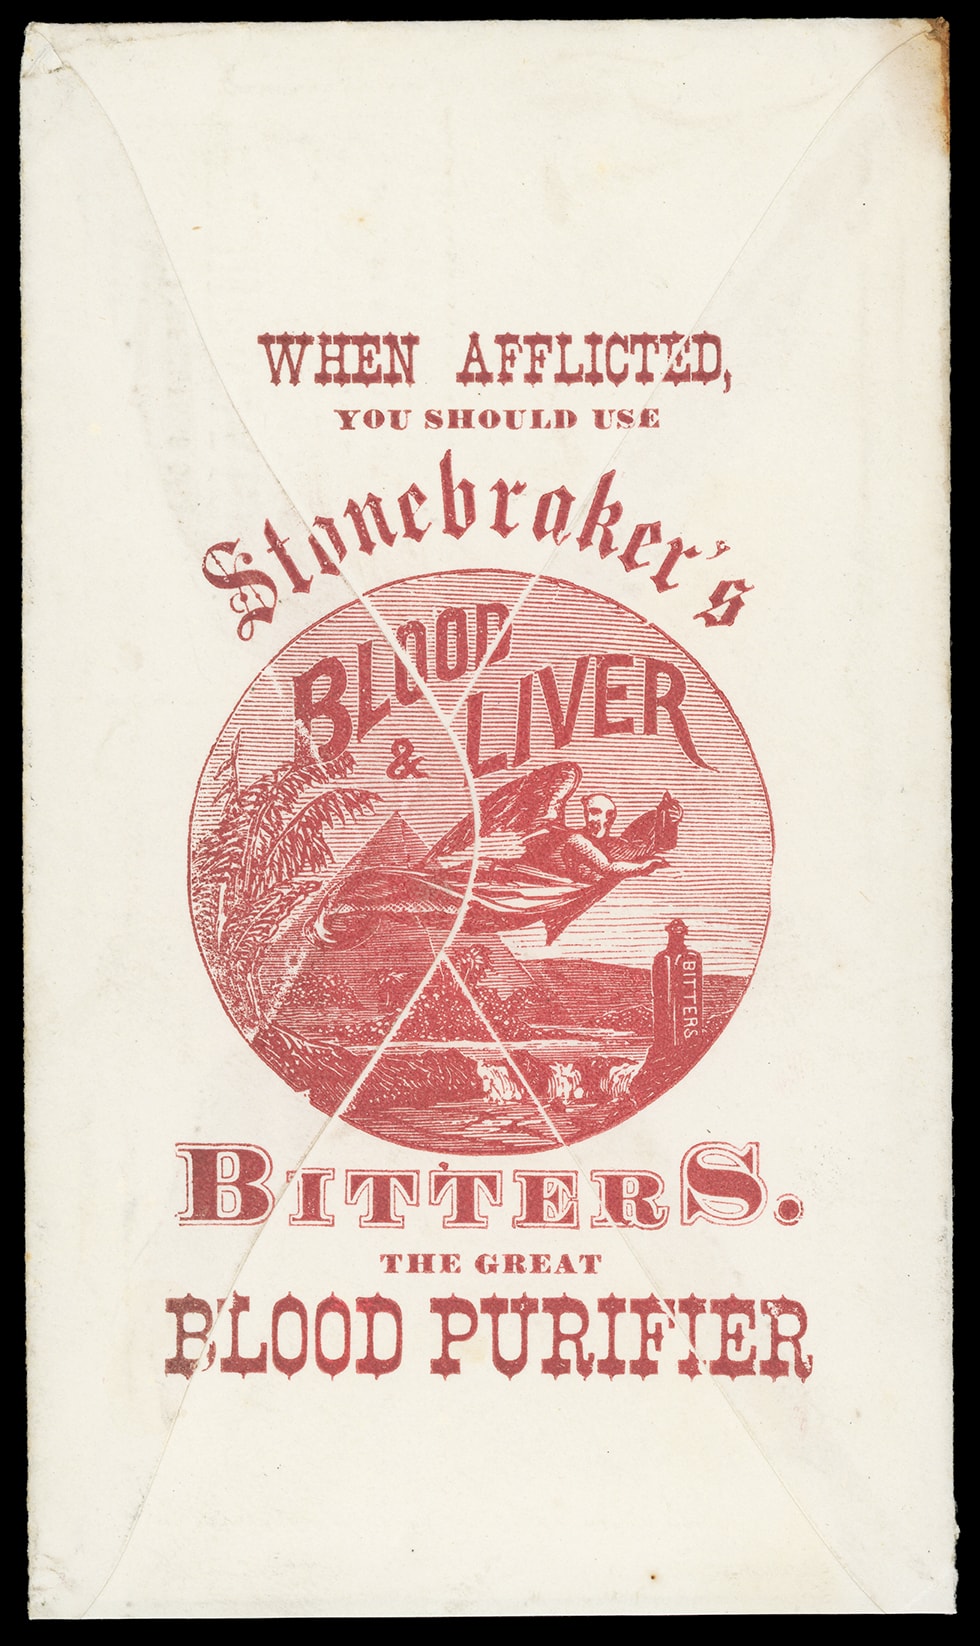 WHEN AFFLICTED,
YOU SHOULD USE
Stonebraker's
BLOOD
& LIVER
BITTERS
BITTERS.
THE GREAT
BLOOD PURIFIER